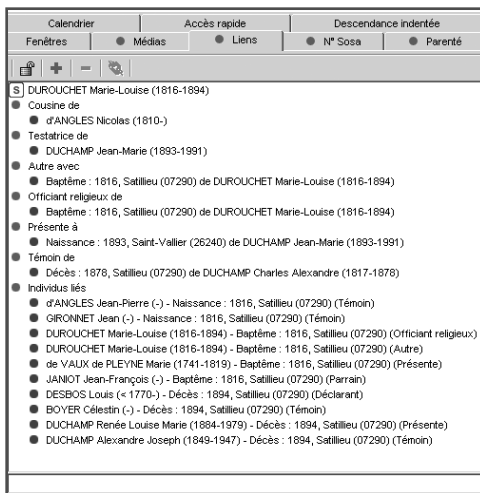 Calendrier Accès rapide Descendance indentée
Fenêtres Médias Liens N° Sosa Parenté
S DUROUCHET Marie-Louise (1816-1894)
Cousine de
d'ANGLES Nicolas (1810-)
Testatrice de
DUCHAMP Jean-Marie (1893-1991)
Autre avec
Baptême : 1816, Satillieu (07290) de DUROUCHET Marie-Louise (1816-1894)
Officiant religieux de
Baptême : 1816, Satillieu (07290) de DUROUCHET Marie-Louise (1816-1894)
Présente à
Naissance : 1893, Saint-Vallier (26240) de DUCHAMP Jean-Marie (1893-1991)
Témoin de
Décès : 1878, Satillieu (07290) de DUCHAMP Charles Alexandre (1817-1878)
Individus liés
d'ANGLES Jean-Pierre (-) - Naissance : 1816, Satillieu (07290) (Témoin)
GIRONNET Jean (-) - Naissance : 1816, Satillieu (07290) (Témoin)
DUROUCHET Marie-Louise (1816-1894) - Baptême : 1816, Satillieu (07290) (Officiant religieux)
DUROUCHET Marie-Louise (1816-1894) - Baptême : 1816, Satillieu (07290) (Autre)
de VAUX de PLEYNE Marie (1741-1819) - Baptême : 1816, Satillieu (07290) (Présente)
JANIOT Jean-François (-) - Baptême : 1816, Satillieu (07290) (Parrain)
DESBOS Louis (< 1770-) - Décès : 1894, Satillieu (07290) (Déclarant)
BOYER Célestin (-) - Décès : 1894, Satillieu (07290) (Témoin)
DUCHAMP Renée Louise Marie (1884-1979) - Décès : 1894, Satillieu (07290) (Présente)
DUCHAMP Alexandre Joseph (1849-1947) - Décès : 1894, Satillieu (07290) (Témoin)